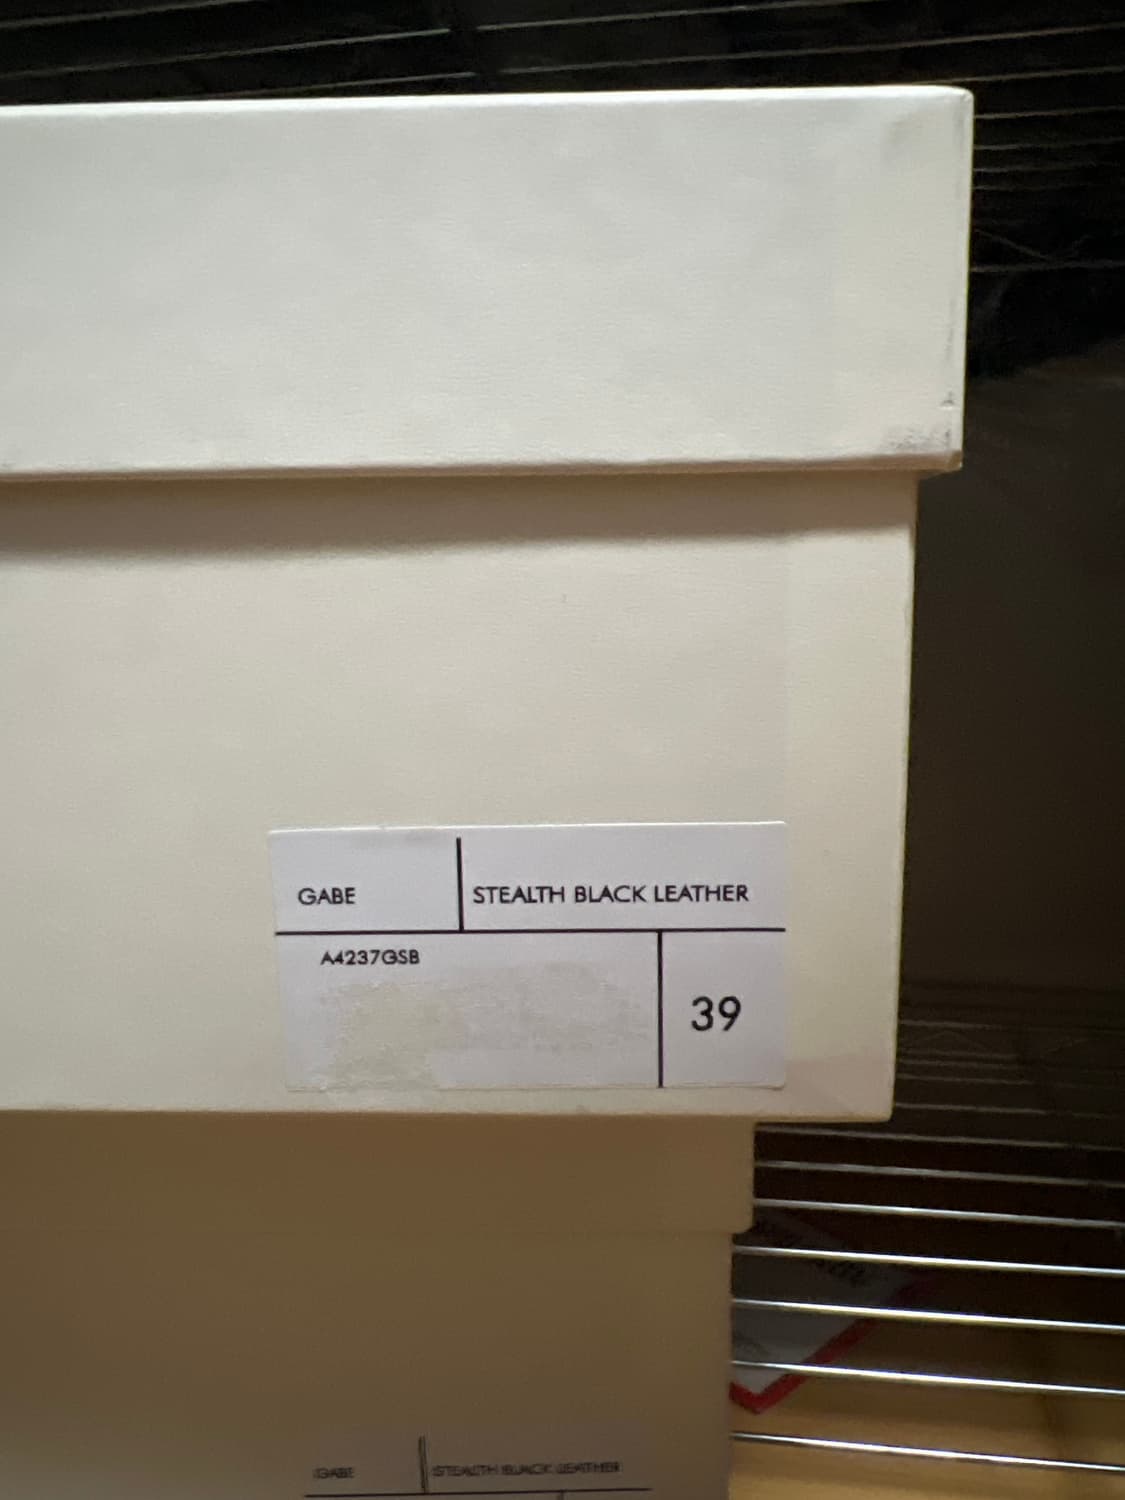 GABE
STEALTH BLACK LEATHER
A4237GSB
39
GABE
STEALTH BLACK LEATHER